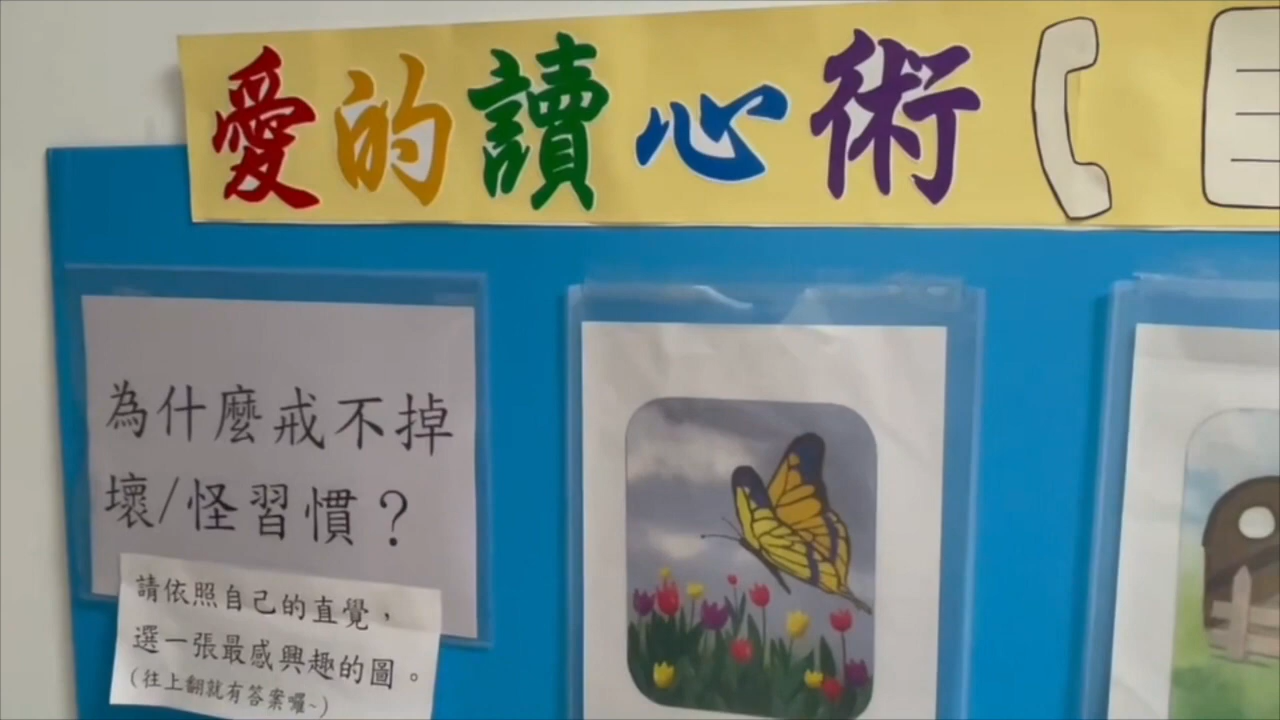 愛的讀心術
為什麼戒不掉
壞/怪習慣？
請依照自己的直覺，
選一張最感興趣的圖。
(往上翻就有答案喔~)